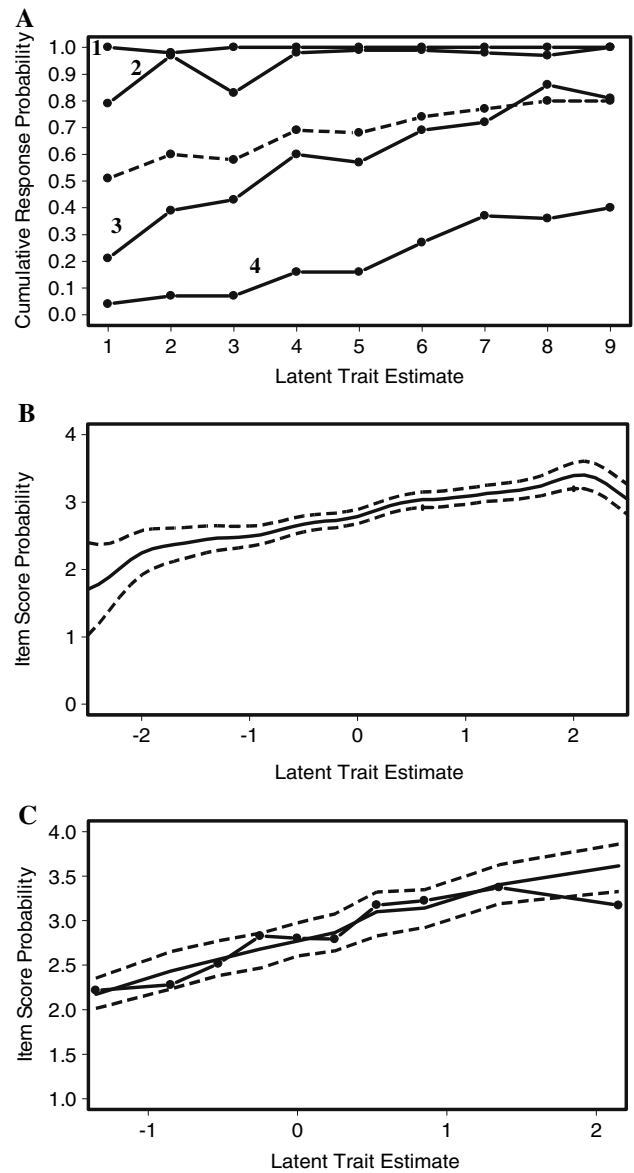 A
Cumulative Response Probability
1.0
0.9
0.8
0.7
0.6
0.5
0.4
0.3
0.2
0.1
0.0
1
2
3
4
1 2 3 4 5 6 7 8 9
Latent Trait Estimate
B
Item Score Probability
4
3
2
1
0
-2 -1 0 1 2
Latent Trait Estimate
C
Item Score Probability
4.0
3.5
3.0
2.5
2.0
1.5
1.0
-1 0 1 2
Latent Trait Estimate